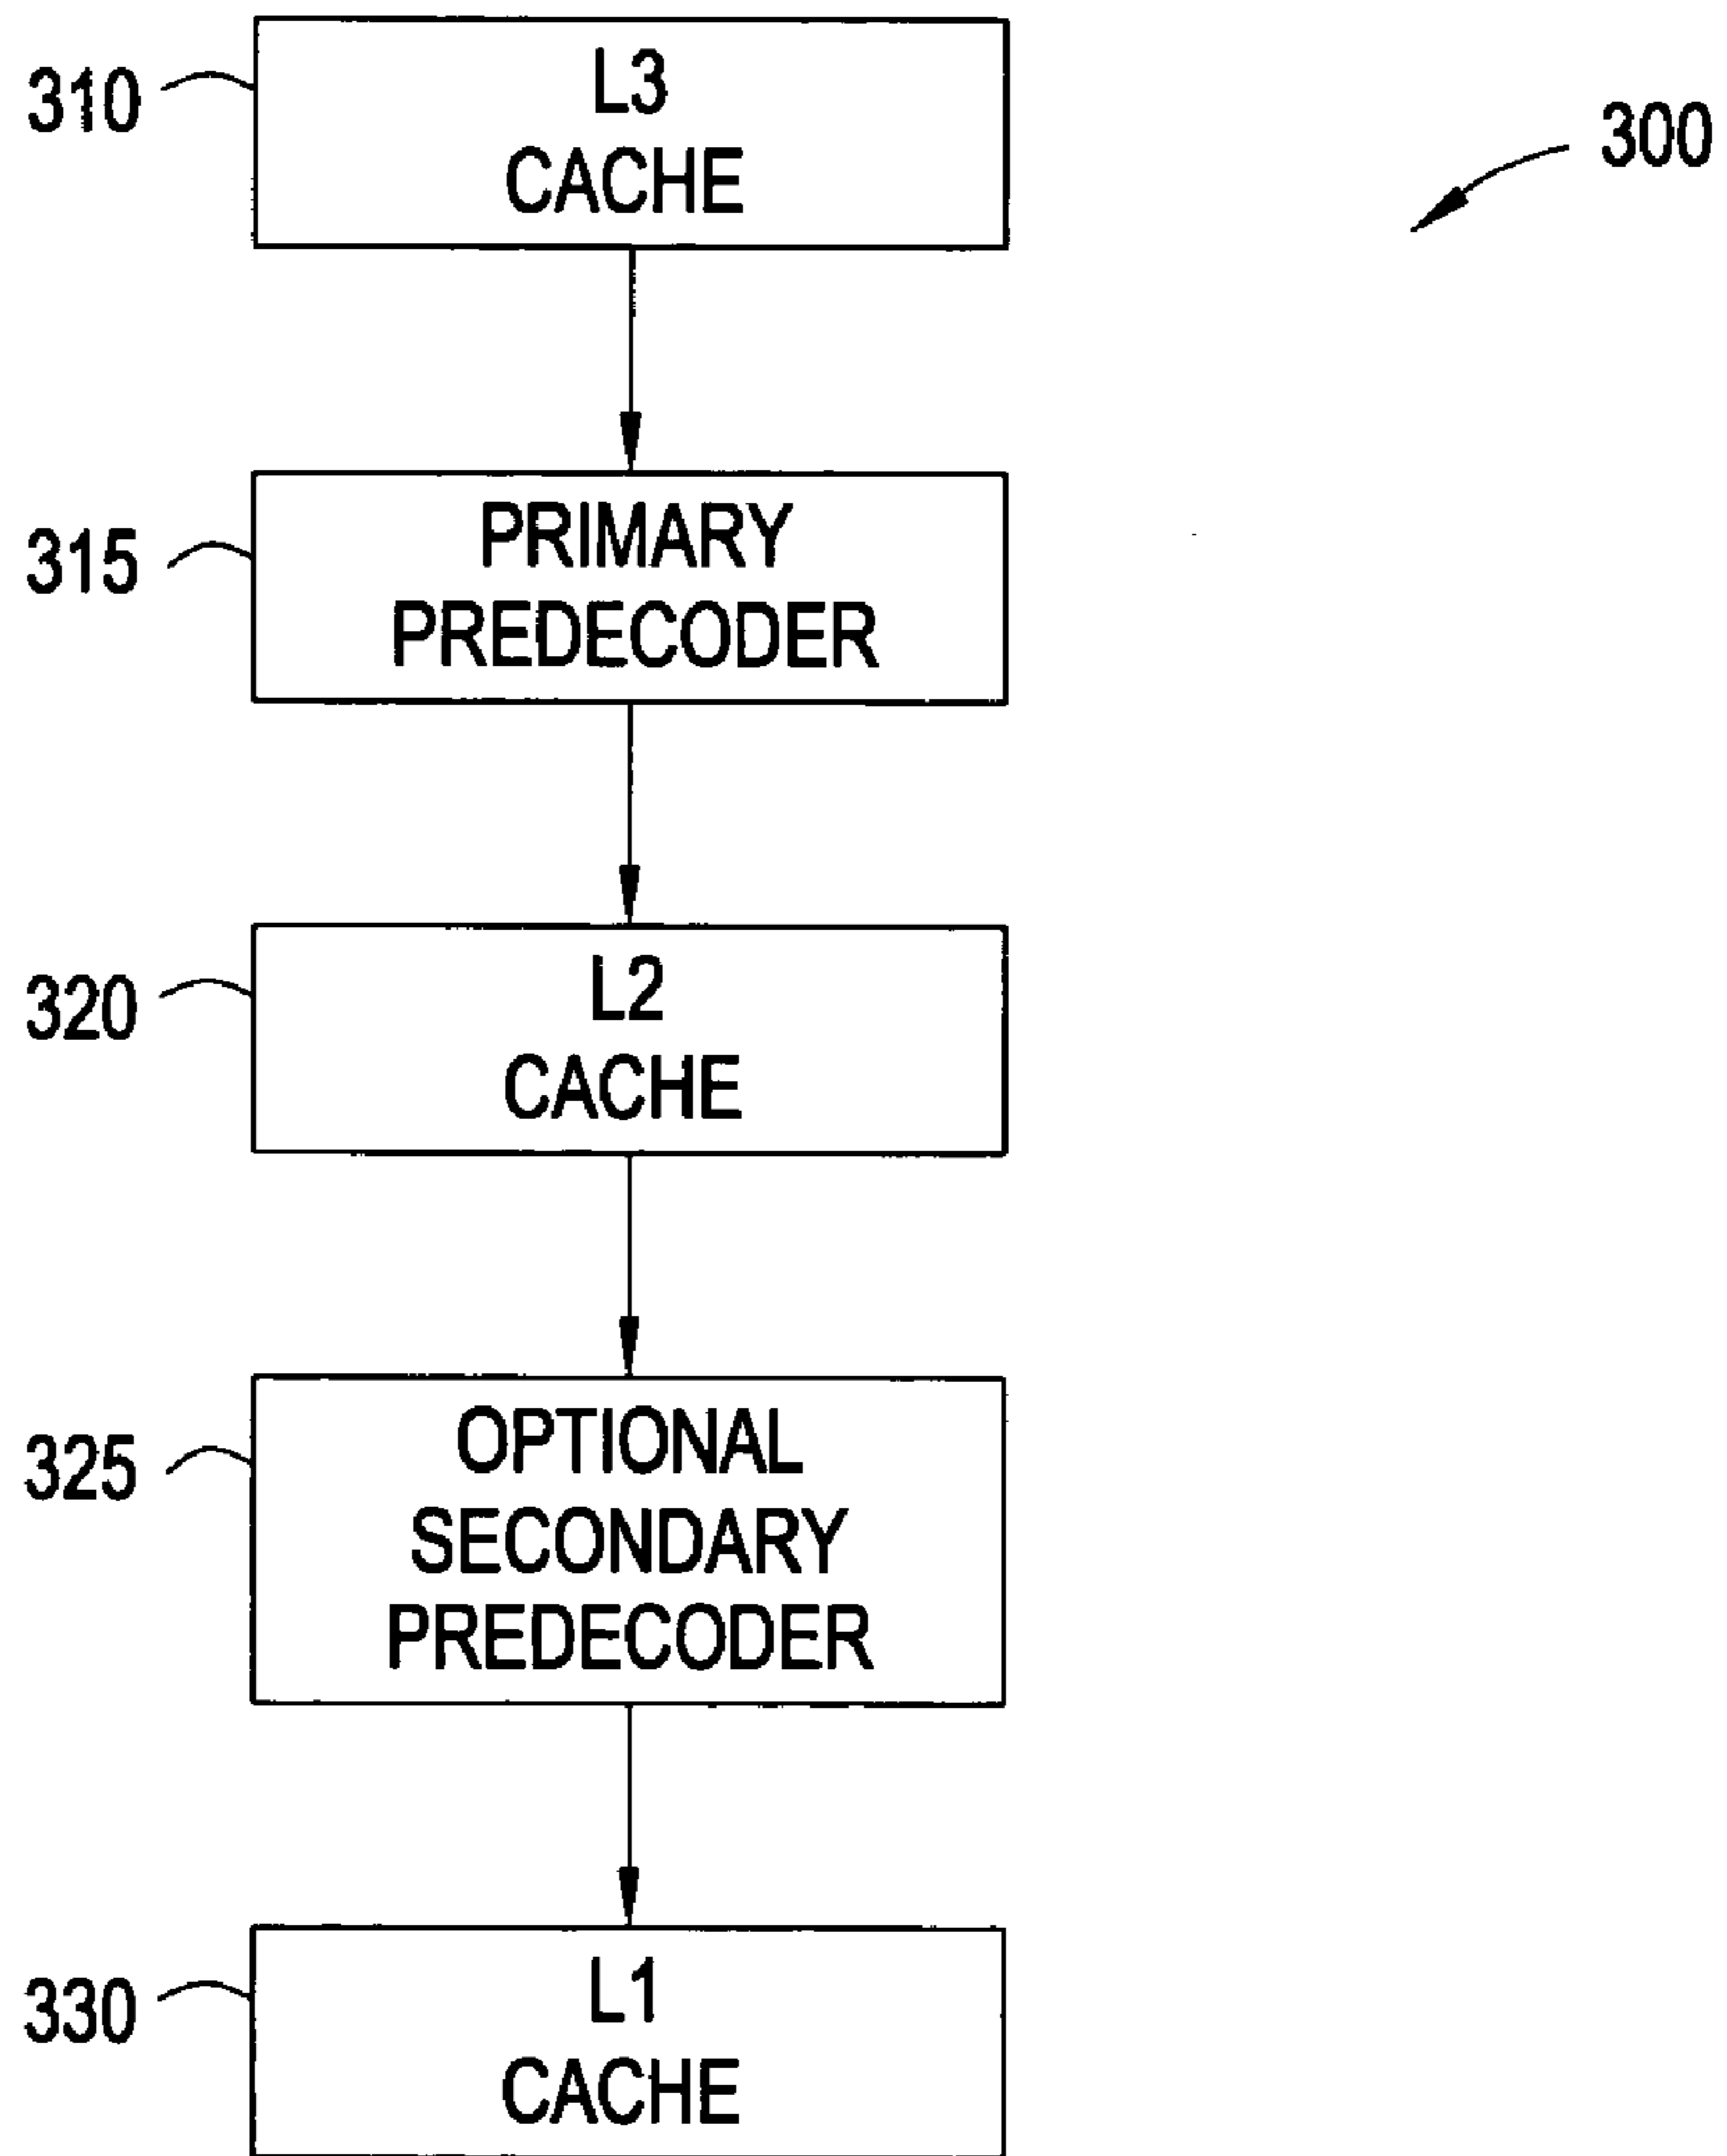 310
L3
CACHE
300
315
PRIMARY
PREDECODER
320
L2
CACHE
325
OPTIONAL
SECONDARY
PREDECODER
330
L1
CACHE